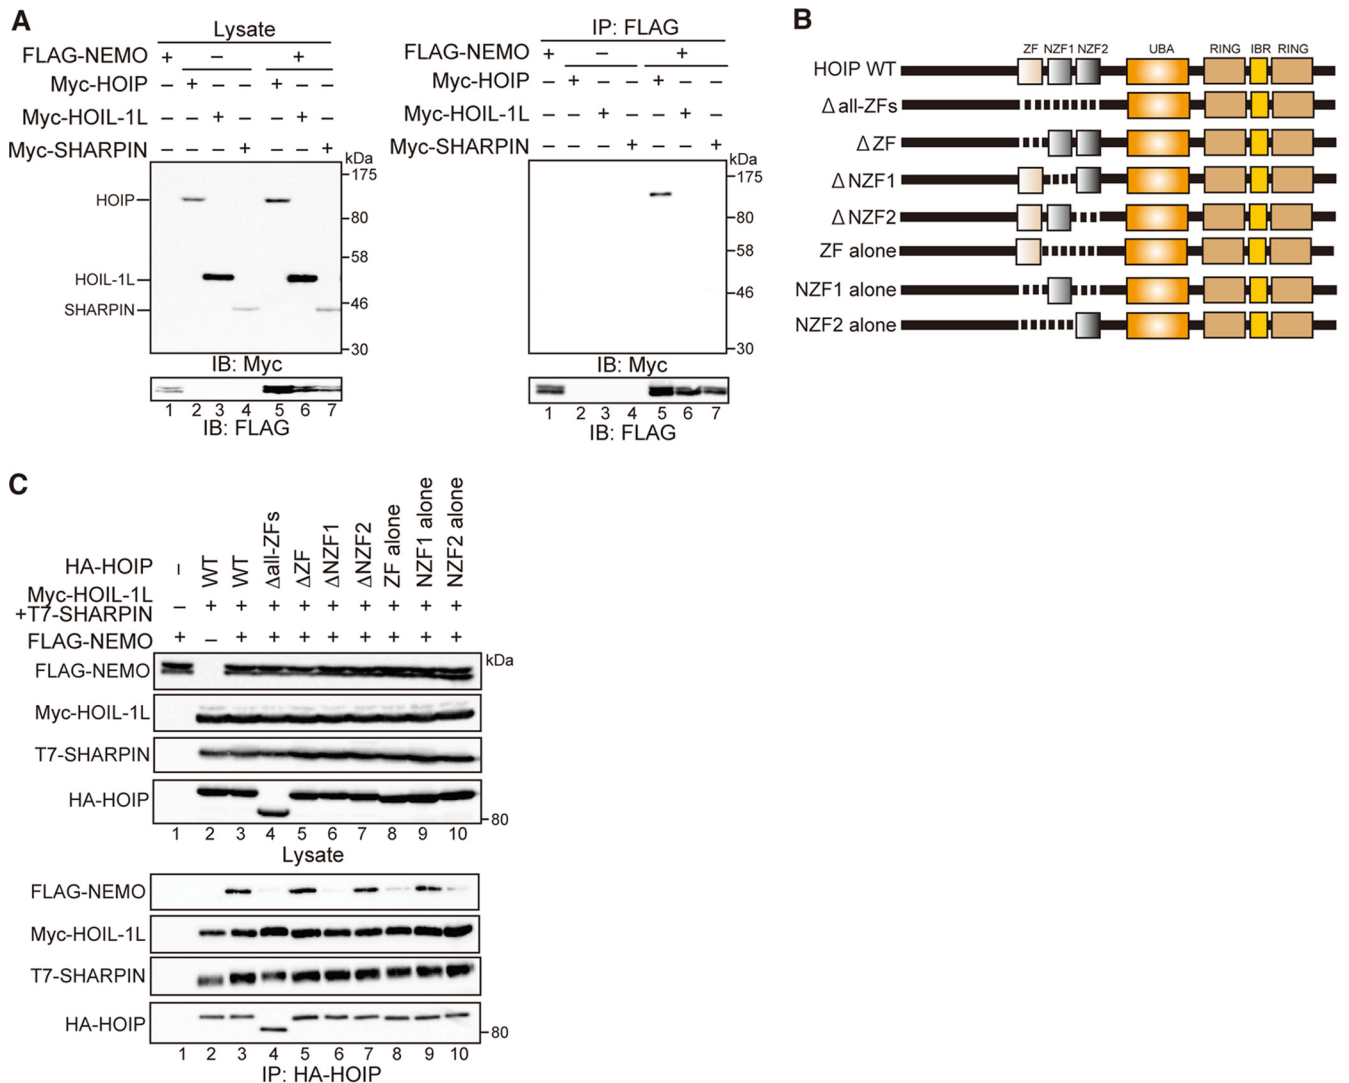 A
Lysate
FLAG-NEMO + – +
Myc-HOIP – + – – + – –
Myc-HOIL-1L – – + – – + –
Myc-SHARPIN – – – + – – +
kDa
175
HOIP
80
58
HOIL-1L
46
SHARPIN
30
IB: Myc
1 2 3 4 5 6 7
IB: FLAG
IP: FLAG
FLAG-NEMO + – +
Myc-HOIP – + – – + – –
Myc-HOIL-1L – – + – – + –
Myc-SHARPIN – – – + – – +
kDa
175
80
58
46
30
IB: Myc
1 2 3 4 5 6 7
IB: FLAG
B
ZF NZF1 NZF2 UBA RING IBR RING
HOIP WT
Δall-ZFs
ΔZF
ΔNZF1
ΔNZF2
ZF alone
NZF1 alone
NZF2 alone
C
HA-HOIP – WT WT Δall-ZFs ΔZF ΔNZF1 ΔNZF2 ZF alone NZF1 alone NZF2 alone
Myc-HOIL-1L
+T7-SHARPIN – + + + + + + + + +
FLAG-NEMO + – + + + + + + + +
kDa
FLAG-NEMO
Myc-HOIL-1L
T7-SHARPIN
HA-HOIP
80
1 2 3 4 5 6 7 8 9 10
Lysate
FLAG-NEMO
Myc-HOIL-1L
T7-SHARPIN
HA-HOIP
80
1 2 3 4 5 6 7 8 9 10
IP: HA-HOIP